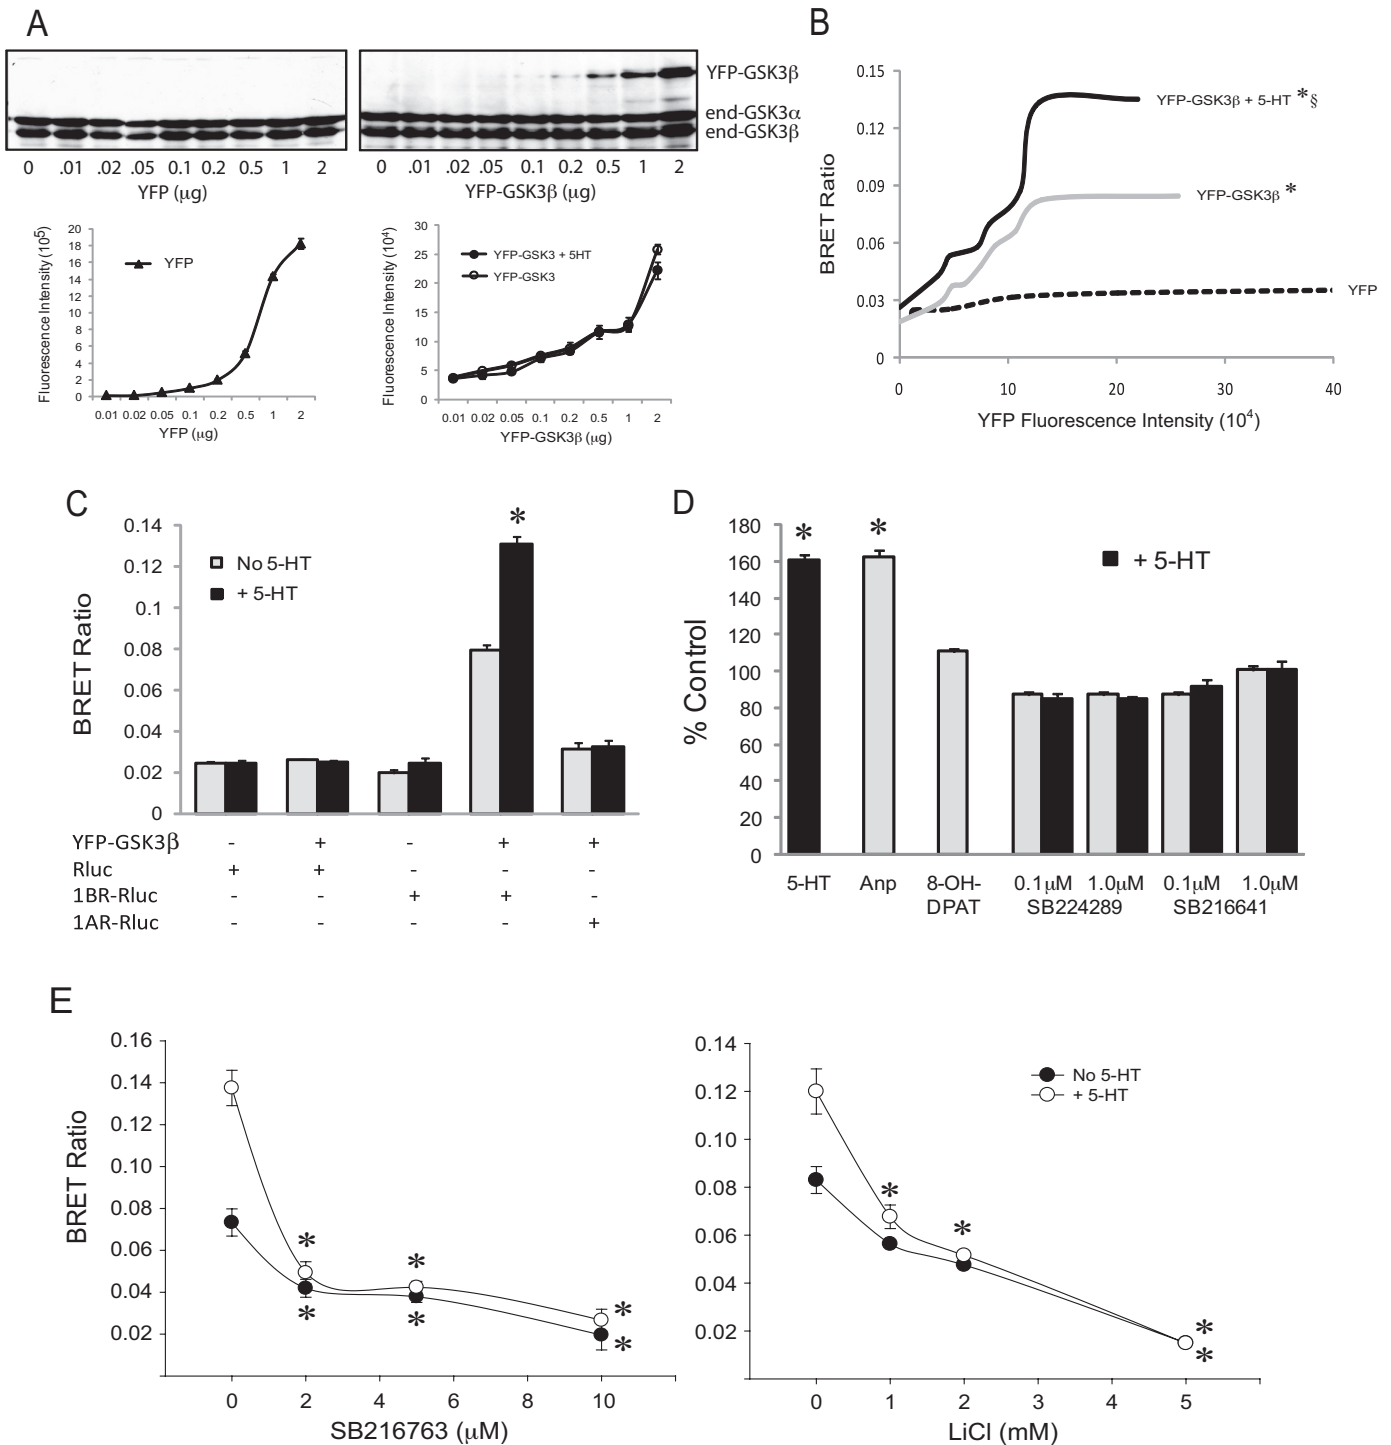 A
YFP-GSK3β
end-GSK3α
end-GSK3β
0 .01 .02 .05 0.1 0.2 0.5 1 2
YFP (μg)
0 .01 .02 .05 0.1 0.2 0.5 1 2
YFP-GSK3β (μg)
Fluorescence Intensity (10⁵)
20
18
16
14
12
10
8
6
4
2
0
YFP
0.01 0.02 0.05 0.1 0.2 0.5 1 2
YFP (μg)
Fluorescence Intensity (10⁴)
30
25
20
15
10
5
0
YFP-GSK3 + 5HT
YFP-GSK3
0.01 0.02 0.05 0.1 0.2 0.5 1 2
YFP-GSK3β (μg)
B
BRET Ratio
0.15
0.12
0.09
0.06
0.03
0
YFP-GSK3β + 5-HT *§
YFP-GSK3β *
YFP
0 10 20 30 40
YFP Fluorescence Intensity (10⁴)
C
BRET Ratio
0.14
0.12
0.1
0.08
0.06
0.04
0.02
0
No 5-HT
+ 5-HT
*
YFP-GSK3β - + - + +
Rluc + + - - -
1BR-Rluc - - + + -
1AR-Rluc - - - - +
D
% Control
180
160
140
120
100
80
60
40
20
0
* *
+ 5-HT
5-HT Anp 8-OH-DPAT 0.1μM 1.0μM 0.1μM 1.0μM
SB224289 SB216641
E
BRET Ratio
0.16
0.14
0.12
0.10
0.08
0.06
0.04
0.02
* * *
* * *
0 2 4 6 8 10
SB216763 (μM)
0.14
0.12
0.10
0.08
0.06
0.04
0.02
No 5-HT
+ 5-HT
* * *
*
0 1 2 3 4 5
LiCl (mM)